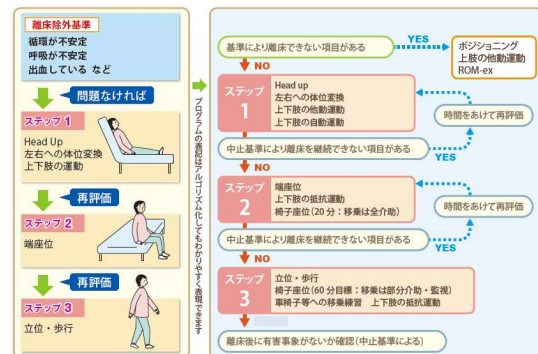 離床除外基準
循環が不安定
呼吸が不安定
出血している など
問題なければ
ステップ 1
Head Up
左右への体位変換
上下肢の運動
再評価
ステップ 2
端座位
再評価
ステップ 3
立位・歩行
プログラムの表記はアルゴリズム化してもわかりやすく表現できます
基準により離床できない項目がある
YES
ポジショニング
上肢の他動運動
ROM-ex
NO
ステップ
1
Head up
左右への体位変換
上下肢の他動運動
上下肢の自動運動
時間をあけて再評価
中止基準により離床を継続できない項目がある
YES
NO
ステップ
2
端座位
上下肢の抵抗運動
椅子座位(20分:移乗は全介助)
時間をあけて再評価
中止基準により離床を継続できない項目がある
YES
NO
ステップ
3
立位・歩行
椅子座位(60分目標:移乗は部分介助・監視)
車椅子等への移乗練習 上下肢の抵抗運動
離床後に有害事象がないか確認(中止基準による)